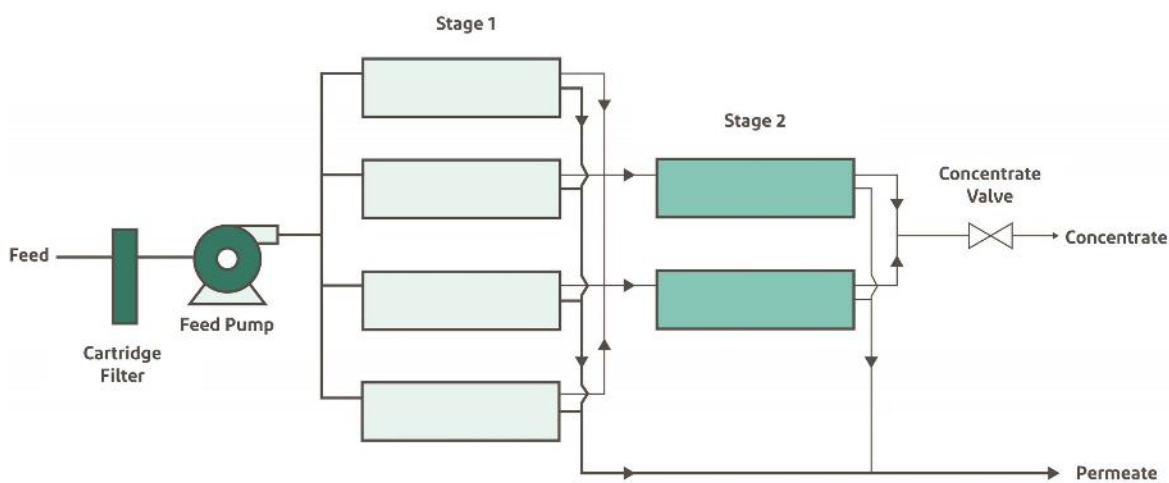 Stage 1
Stage 2
Concentrate
Valve
Feed
Concentrate
Feed Pump
Cartridge
Filter
Permeate